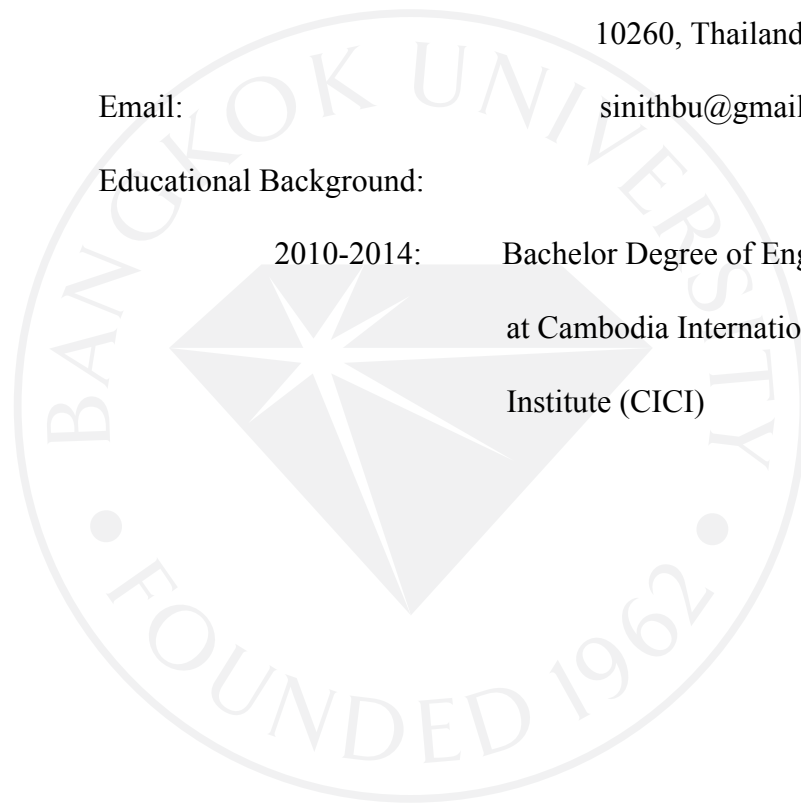 10260, Thailand
Email: sinithbu@gmail
Educational Background:
2010-2014: Bachelor Degree of Eng
at Cambodia Internatio
Institute (CICI)
BANGKOK UNIVERSITY
• FOUNDED 1962 •